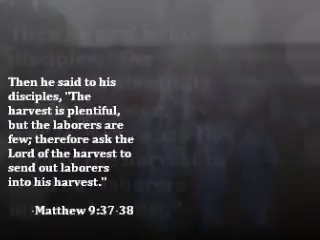 Then he said to his
disciples, "The
harvest is plentiful,
but the laborers are
few; therefore ask the
Lord of the harvest to
send out laborers
into his harvest."
-Matthew 9:37-38